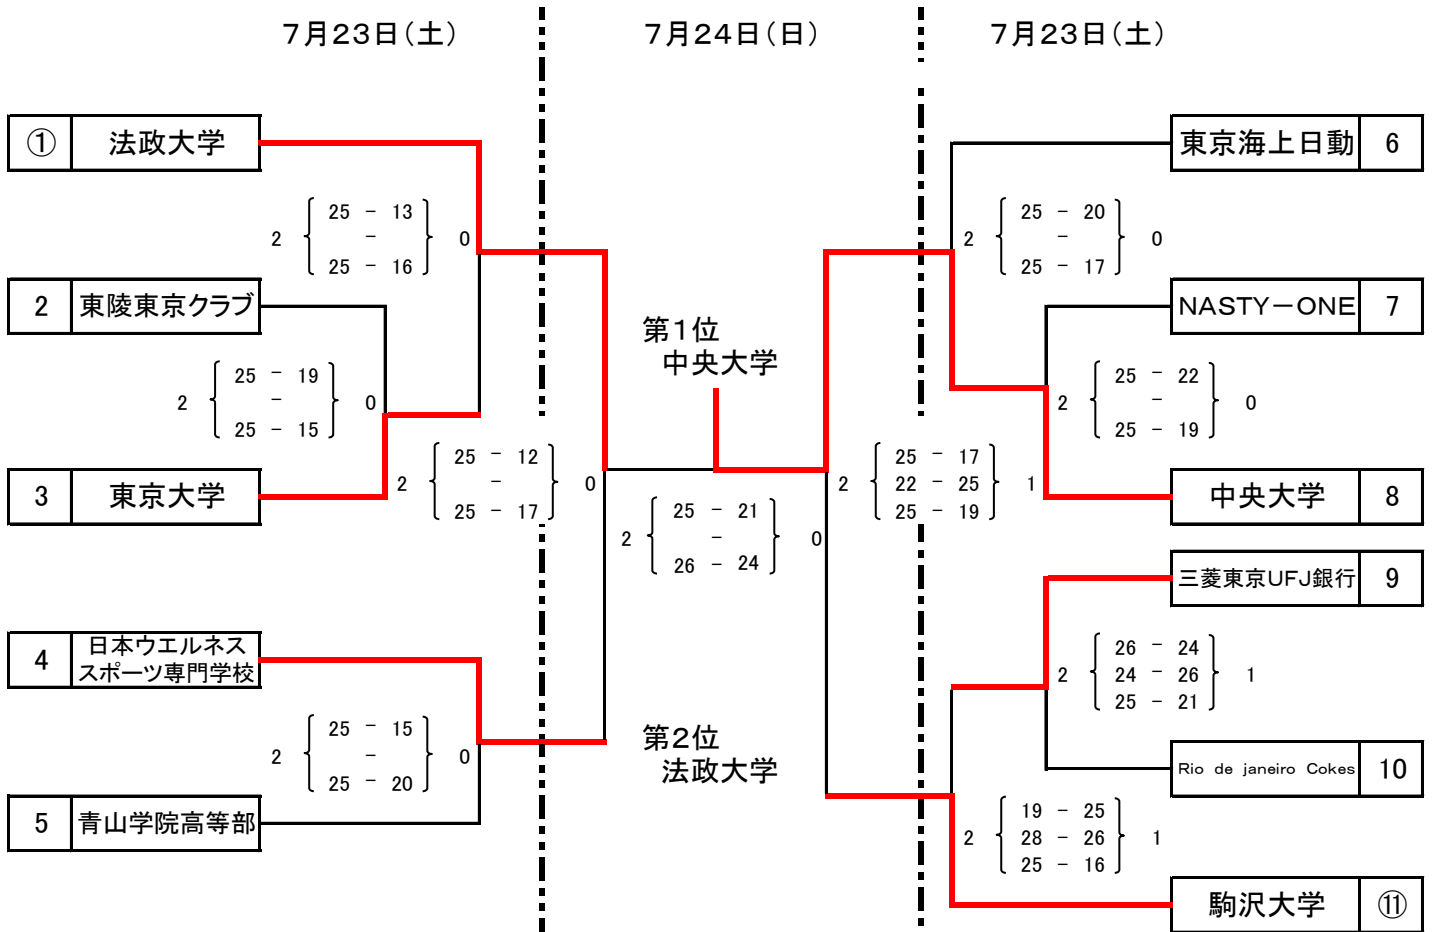 7月23日(土)
7月24日(日)
7月23日(土)
① 法政大学
東京海上日動 6
25 - 13
2 - 0
25 - 16
25 - 20
2 - 0
25 - 17
2 東陵東京クラブ
NASTY－ONE 7
第1位
中央大学
25 - 19
2 - 0
25 - 15
25 - 22
2 - 0
25 - 19
3 東京大学
中央大学 8
25 - 12
2 - 0
25 - 17
25 - 17
2 22 - 25 1
25 - 19
25 - 21
2 - 0
26 - 24
三菱東京UFJ銀行 9
4 日本ウエルネス
スポーツ専門学校
26 - 24
2 24 - 26 1
25 - 21
25 - 15
2 - 0
25 - 20
第2位
法政大学
Rio de janeiro Cokes 10
5 青山学院高等部
19 - 25
2 28 - 26 1
25 - 16
駒沢大学 ⑪